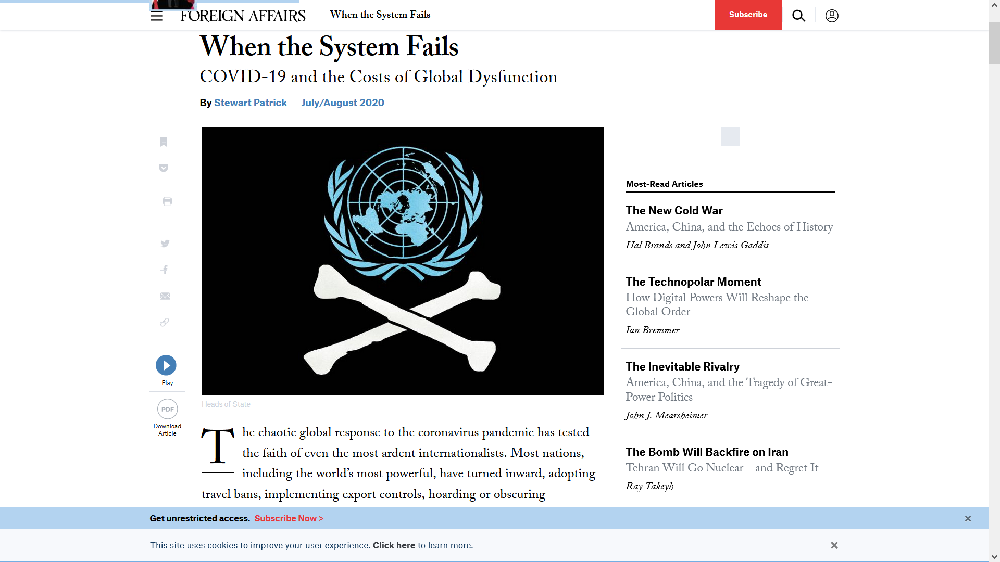 FOREIGN AFFAIRS
When the System Fails
Subscribe
When the System Fails
COVID-19 and the Costs of Global Dysfunction
By Stewart Patrick July/August 2020
Play
PDF
Download
Article
Heads of State
The chaotic global response to the coronavirus pandemic has tested
the faith of even the most ardent internationalists. Most nations,
including the world’s most powerful, have turned inward, adopting
travel bans, implementing export controls, hoarding or obscuring
Most-Read Articles
The New Cold War
America, China, and the Echoes of History
Hal Brands and John Lewis Gaddis
The Technopolar Moment
How Digital Powers Will Reshape the
Global Order
Ian Bremmer
The Inevitable Rivalry
America, China, and the Tragedy of Great-
Power Politics
John J. Mearsheimer
The Bomb Will Backfire on Iran
Tehran Will Go Nuclear—and Regret It
Ray Takeyh
Get unrestricted access. Subscribe Now >
This site uses cookies to improve your user experience. Click here to learn more.